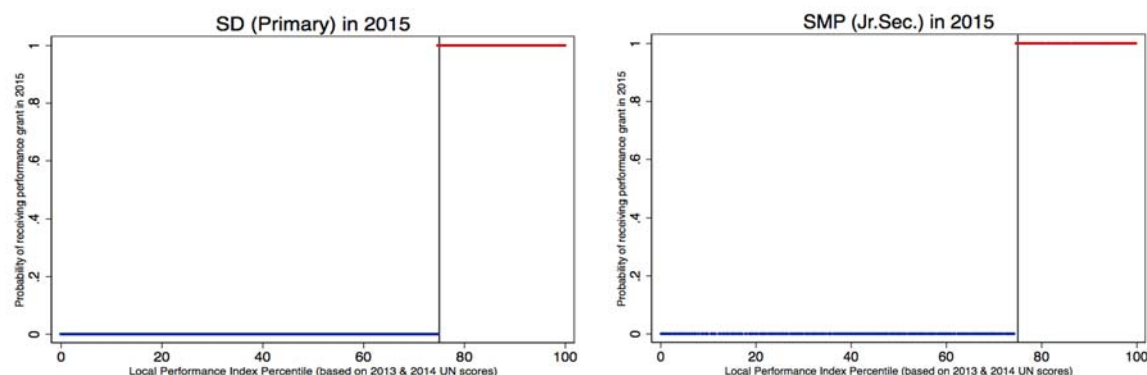 SD (Primary) in 2015
Probability of receiving performance grant in 2015
1
.8
.6
.4
.2
0
0 20 40 60 80 100
Local Performance Index Percentile (based on 2013 & 2014 UN scores)
SMP (Jr.Sec.) in 2015
Probability of receiving performance grant in 2015
1
.8
.6
.4
.2
0
0 20 40 60 80 100
Local Performance Index Percentile (based on 2013 & 2014 UN scores)